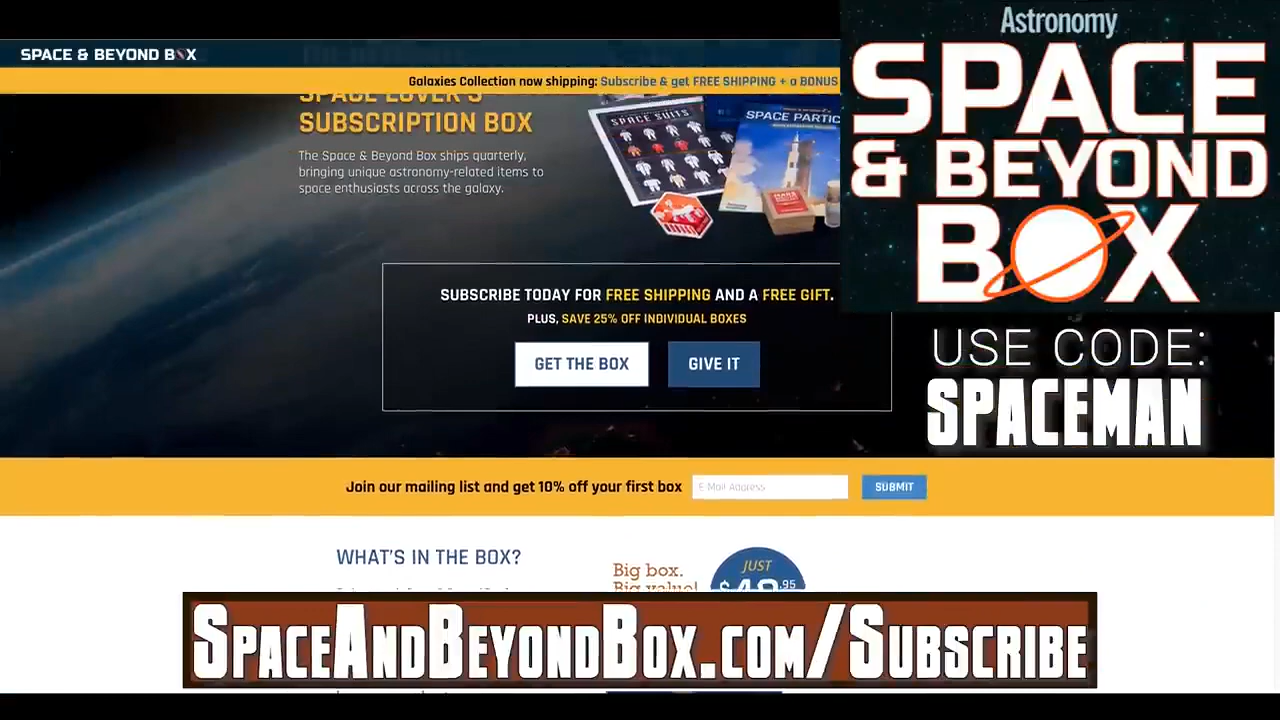 Astronomy
SPACE
& BEYOND
BOX
SPACE & BEYOND BOX
Galaxies Collection now shipping: Subscribe & get FREE SHIPPING + a BONUS
SPACE LOVER'S
SUBSCRIPTION BOX
The Space & Beyond Box ships quarterly,
bringing unique astronomy-related items to
space enthusiasts across the galaxy.
SPACE SUITS
SPACE PARTIC
SUBSCRIBE TODAY FOR FREE SHIPPING AND A FREE GIFT.
PLUS, SAVE 25% OFF INDIVIDUAL BOXES
GET THE BOX
GIVE IT
USE CODE:
SPACEMAN
Join our mailing list and get 10% off your first box
E-Mail Address
SUBMIT
WHAT'S IN THE BOX?
Big box.
Big value!
JUST
$49.95
SPACEANDBEYONDBOX.COM/SUBSCRIBE